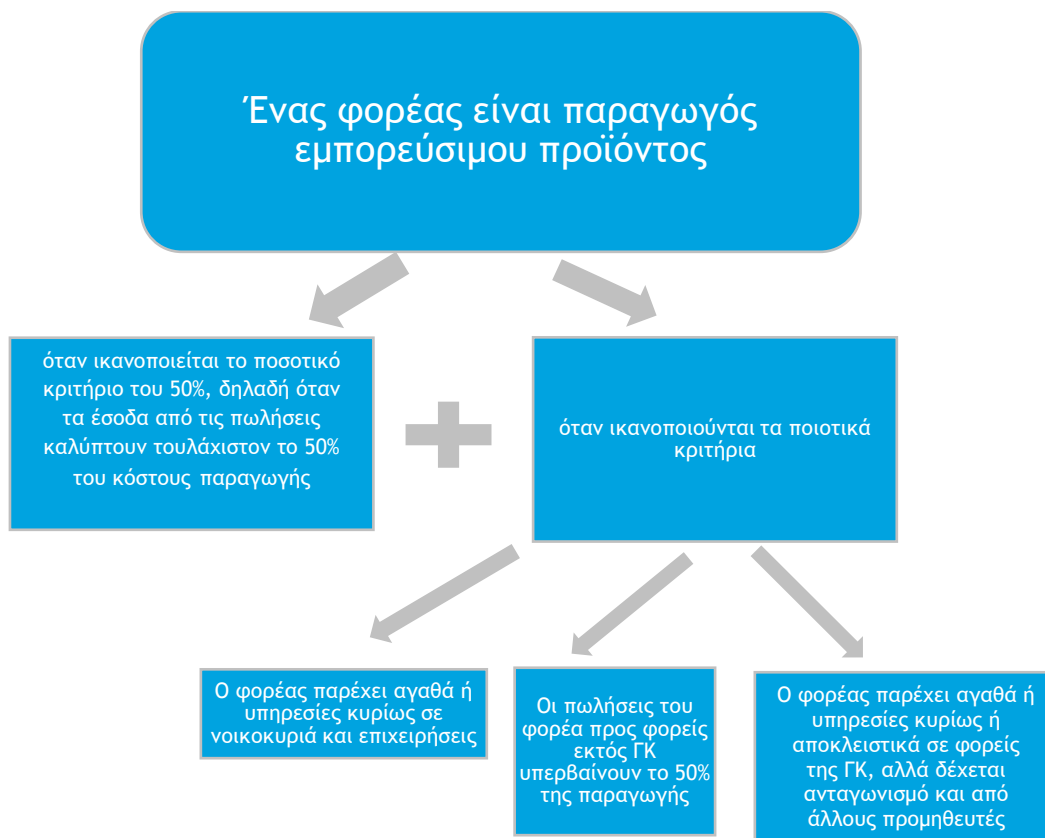 Ένας φορέας είναι παραγωγός
εμπορεύσιμου προϊόντος
όταν ικανοποιείται το ποσοτικό
κριτήριο του 50%, δηλαδή όταν
τα έσοδα από τις πωλήσεις
καλύπτουν τουλάχιστον το 50%
του κόστους παραγωγής
όταν ικανοποιούνται τα ποιοτικά
κριτήρια
Ο φορέας παρέχει αγαθά ή
υπηρεσίες κυρίως σε
νοικοκυριά και επιχειρήσεις
Οι πωλήσεις του
φορέα προς φορείς
εκτός ΓΚ
υπερβαίνουν το 50%
της παραγωγής
Ο φορέας παρέχει αγαθά ή
υπηρεσίες κυρίως ή
αποκλειστικά σε φορείς
της ΓΚ, αλλά δέχεται
ανταγωνισμό και από
άλλους προμηθευτές